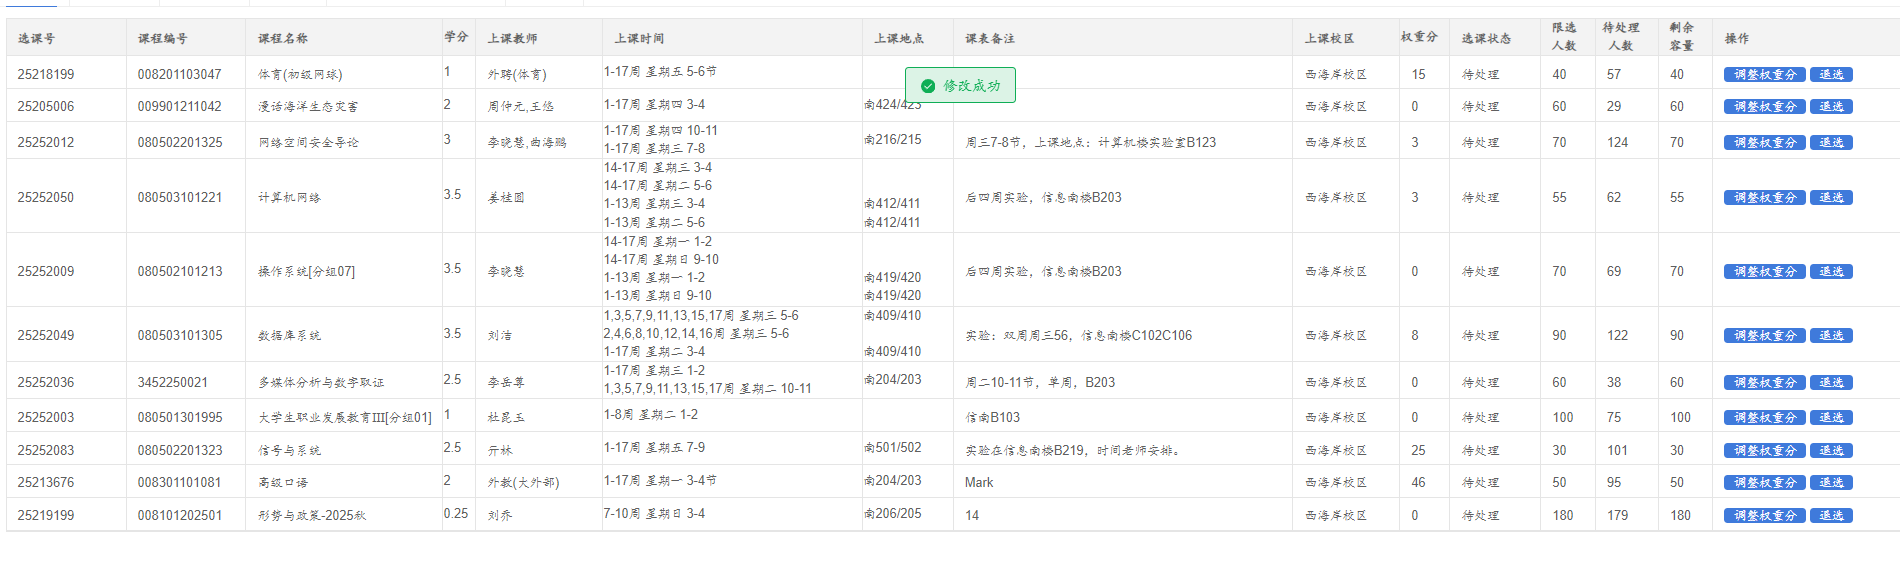 选课号 课程编号 课程名称 学分 上课教师 上课时间 上课地点 课表备注 上课校区 权重分 选课状态 限选人数 待处理人数 剩余容量 操作
25218199 008201103047 体育(初级网球) 1 外聘(体育) 1-17周 星期五 5-6节 西海岸校区 15 待处理 40 57 40 调整权重分 退选
修改成功
25205006 009901211042 漫话海洋生态灾害 2 周仲元,王悠 1-17周 星期四 3-4 南424/423 西海岸校区 0 待处理 60 29 60 调整权重分 退选
25252012 080502201325 网络空间安全导论 3 李晓慧,曲海鹏 1-17周 星期四 10-11 南216/215 周三7-8节，上课地点：计算机楼实验室B123 西海岸校区 3 待处理 70 124 70 调整权重分 退选
1-17周 星期三 7-8
25252050 080503101221 计算机网络 3.5 姜桂圆 14-17周 星期三 3-4 后四周实验，信息南楼B203 西海岸校区 3 待处理 55 62 55 调整权重分 退选
14-17周 星期二 5-6
1-13周 星期三 3-4 南412/411
1-13周 星期二 5-6 南412/411
25252009 080502101213 操作系统[分组07] 3.5 李晓慧 14-17周 星期一 1-2 后四周实验，信息南楼B203 西海岸校区 0 待处理 70 69 70 调整权重分 退选
14-17周 星期日 9-10
1-13周 星期一 1-2 南419/420
1-13周 星期日 9-10 南419/420
25252049 080503101305 数据库系统 3.5 刘洁 1,3,5,7,9,11,13,15,17周 星期三 5-6 南409/410 实验：双周周三56，信息南楼C102C106 西海岸校区 8 待处理 90 122 90 调整权重分 退选
2,4,6,8,10,12,14,16周 星期三 5-6
1-17周 星期二 3-4 南409/410
25252036 3452250021 多媒体分析与数字取证 2.5 李岳尊 1-17周 星期三 1-2 南204/203 周二10-11节，单周，B203 西海岸校区 0 待处理 60 38 60 调整权重分 退选
1,3,5,7,9,11,13,15,17周 星期二 10-11
25252003 080501301995 大学生职业发展教育III[分组01] 1 杜昆玉 1-8周 星期二 1-2 信南B103 西海岸校区 0 待处理 100 75 100 调整权重分 退选
25252083 080502201323 信号与系统 2.5 亓林 1-17周 星期五 7-9 南501/502 实验在信息南楼B219，时间老师安排。 西海岸校区 25 待处理 30 101 30 调整权重分 退选
25213676 008301101081 高级口语 2 外教(大外部) 1-17周 星期一 3-4节 南204/203 Mark 西海岸校区 46 待处理 50 95 50 调整权重分 退选
25219199 008101202501 形势与政策-2025秋 0.25 刘乔 7-10周 星期日 3-4 南206/205 14 西海岸校区 0 待处理 180 179 180 调整权重分 退选